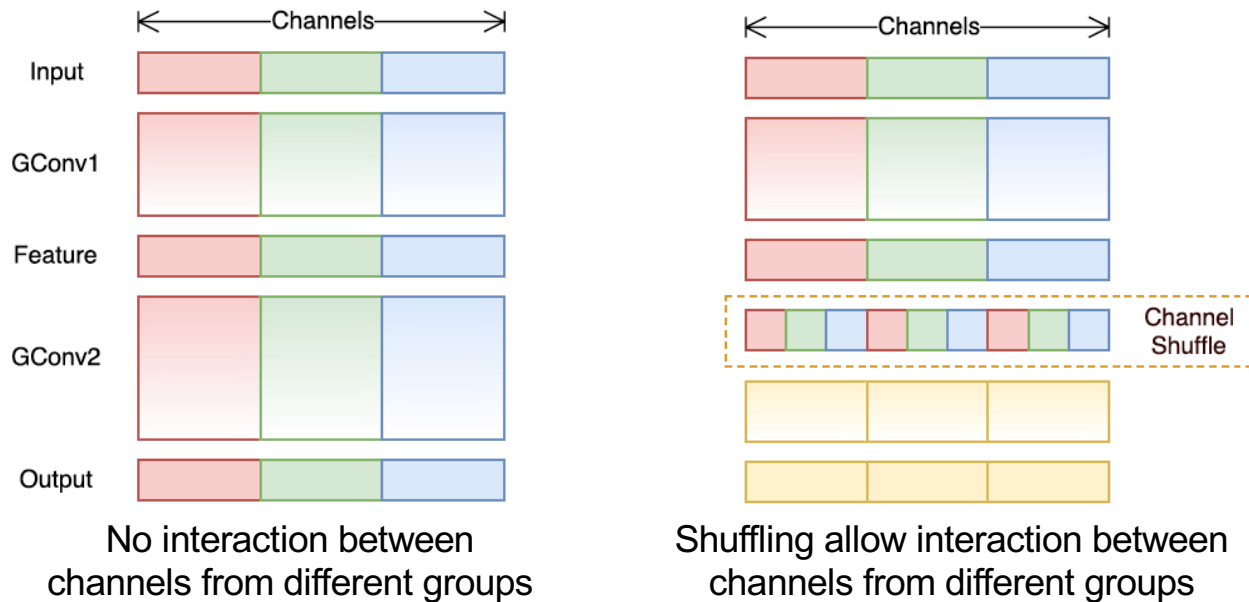 Channels
Input
GConv1
Feature
GConv2
Output
No interaction between
channels from different groups
Channels
Channel
Shuffle
Shuffling allow interaction between
channels from different groups